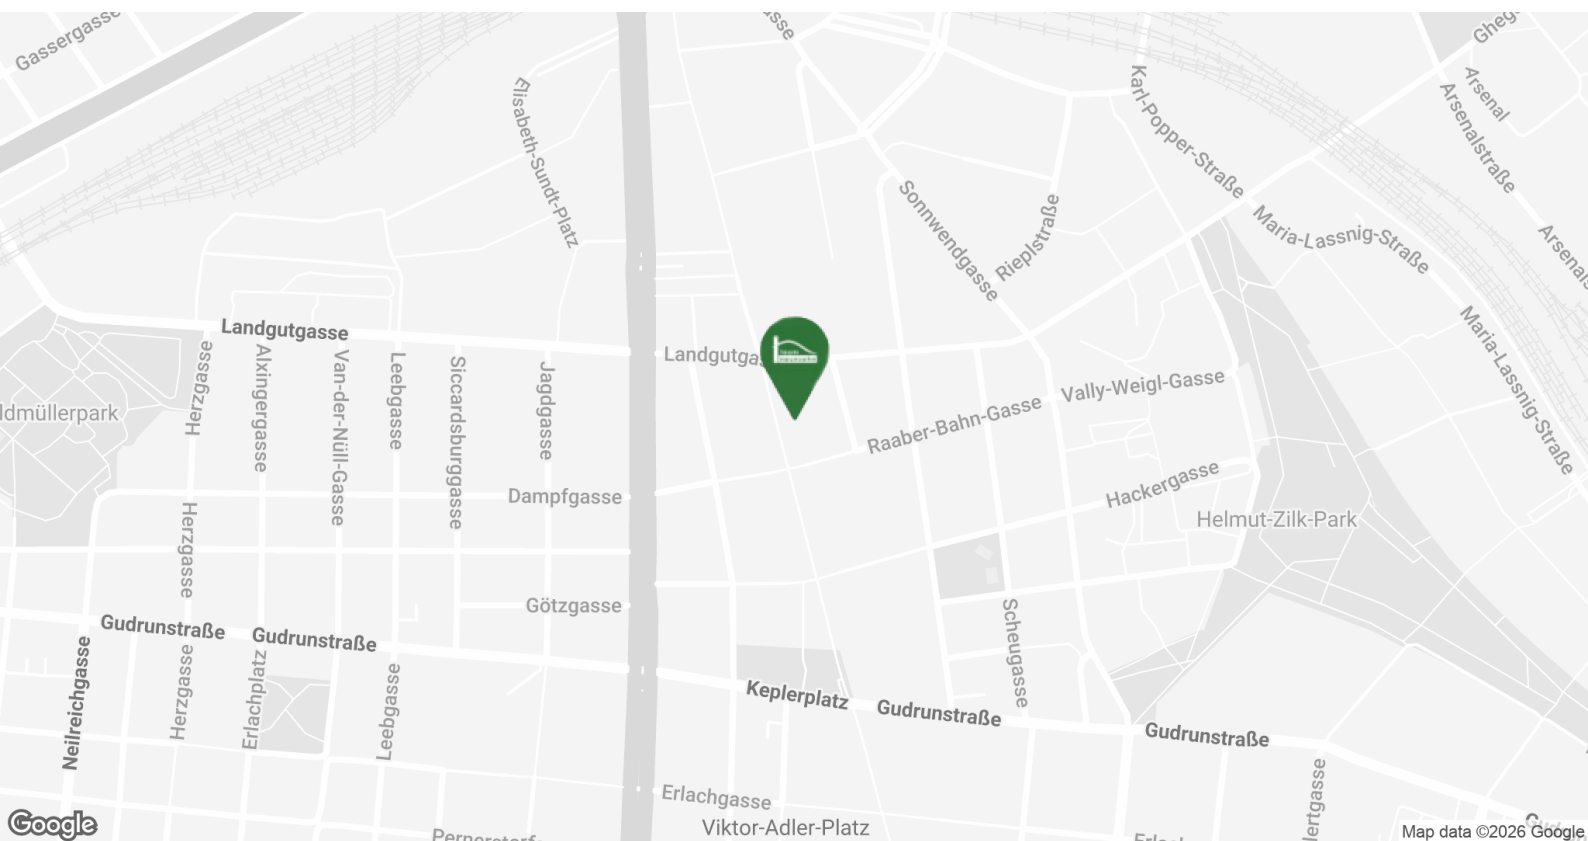 Gassergasse
Elisabeth-Sundt-Platz
Karl-Popper-Straße
Arsenal
Arsenalstraße
Sonnwendgasse
Rieplstraße
Maria-Lassnig-Straße
Landgutgasse
Maria-Lassnig-Straße
Herzgasse
Alxingergasse
Van-der-Nüll-Gasse
Leebgasse
Siccardsburggasse
Jagdgasse
Vally-Weigl-Gasse
Raaber-Bahn-Gasse
Dampfgasse
Hackergasse
Helmut-Zilk-Park
Herzgasse
Götzgasse
Scheugasse
Gudrunstraße
Gudrunstraße
Neilreichgasse
Herzgasse
Erlachplatz
Leebgasse
Keplerplatz
Gudrunstraße
Gudrunstraße
Erlachgasse
Viktor-Adler-Platz
Google
Map data ©2026 Google